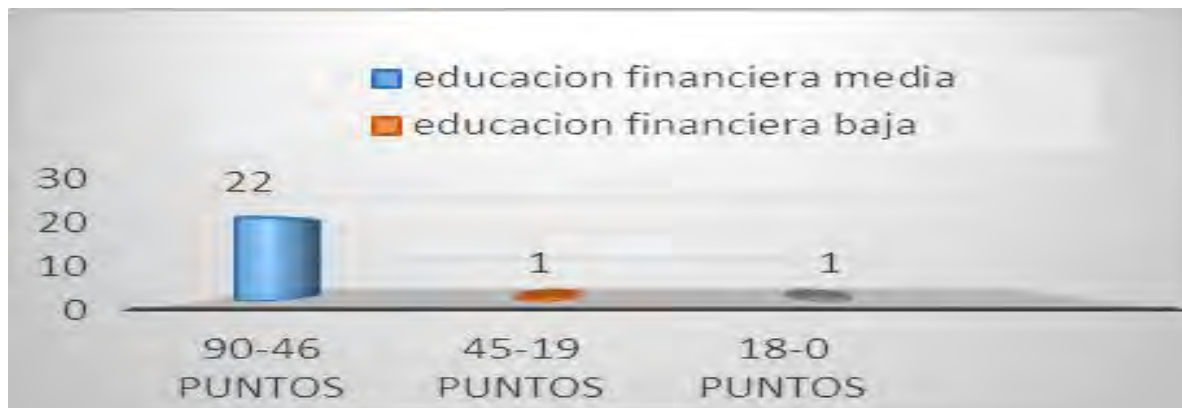 educacion financiera media
educacion financiera baja
30
20
10
0
22
1
1
90-46
PUNTOS
45-19
PUNTOS
18-0
PUNTOS